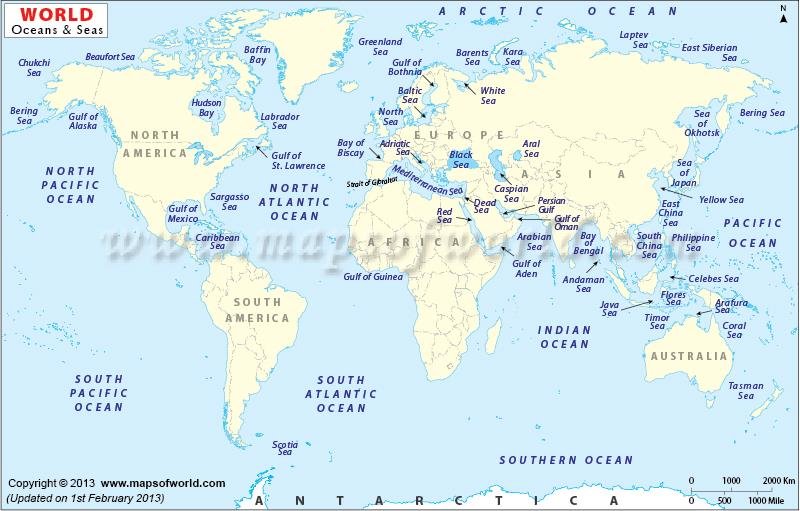 WORLD
Oceans & Seas
ARCTIC OCEAN
N
Chukchi
Sea
Beaufort Sea
Baffin
Bay
Greenland
Sea
Barents
Sea
Kara
Sea
Laptev
Sea
East Siberian
Sea
Gulf of
Bothnia
White
Sea
Baltic
Sea
Bering
Sea
Gulf of
Alaska
Hudson
Bay
Labrador
Sea
North
Sea
Sea
of
Okhotsk
Bering Sea
NORTH
AMERICA
EUROPE
ASIA
Bay of
Biscay
Adriatic
Sea
Black
Sea
Aral
Sea
Gulf of
St. Lawrence
Sea
of
Japan
NORTH
PACIFIC
OCEAN
Sargasso
Sea
NORTH
ATLANTIC
OCEAN
Strait of Gibraltar
Mediterranean Sea
Caspian
Sea
Yellow Sea
Gulf of
Mexico
Dead
Sea
Persian
Gulf
Red
Sea
Gulf of
Oman
East
China
Sea
PACIFIC
OCEAN
Caribbean
Sea
www.mapsofworld.com
AFRICA
Arabian
Sea
Bay
of
Bengal
South
China
Sea
Philippine
Sea
Gulf of
Aden
Gulf of Guinea
Andaman
Sea
Celebes Sea
SOUTH
AMERICA
Java
Sea
Flores
Sea
Arafura
Sea
Timor
Sea
Coral
Sea
INDIAN
OCEAN
AUSTRALIA
SOUTH
PACIFIC
OCEAN
SOUTH
ATLANTIC
OCEAN
Tasman
Sea
Scotia
Sea
SOUTHERN OCEAN
Copyright © 2013 www.mapsofworld.com
(Updated on 1st February 2013)
ANTARCTICA
0 1000 2000 Km
0 500 1000 Mile